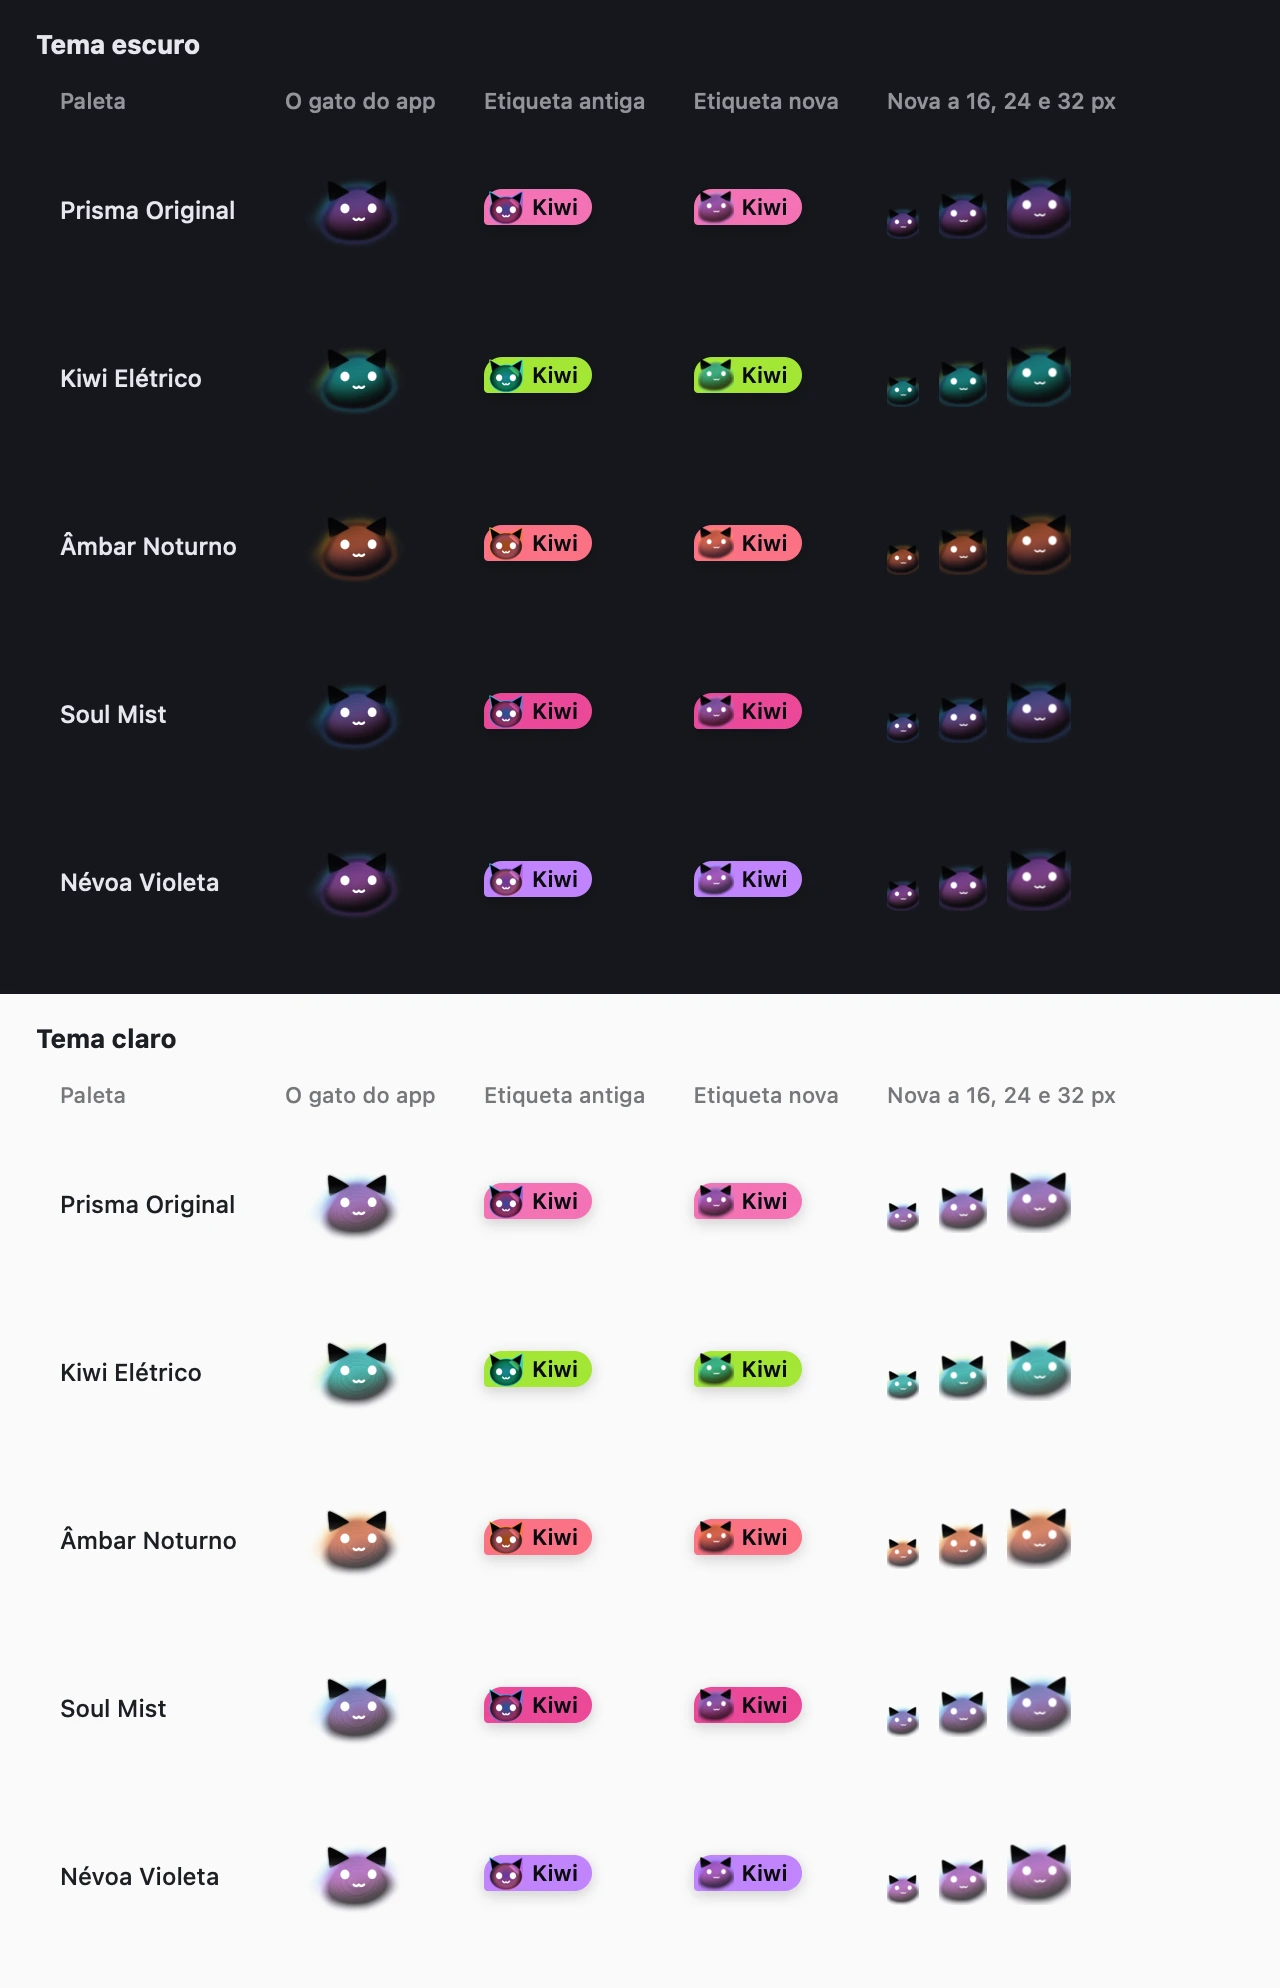 Tema escuro
Paleta O gato do app Etiqueta antiga Etiqueta nova Nova a 16, 24 e 32 px
Prisma Original Kiwi Kiwi
Kiwi Elétrico Kiwi Kiwi
Âmbar Noturno Kiwi Kiwi
Soul Mist Kiwi Kiwi
Névoa Violeta Kiwi Kiwi
Tema claro
Paleta O gato do app Etiqueta antiga Etiqueta nova Nova a 16, 24 e 32 px
Prisma Original Kiwi Kiwi
Kiwi Elétrico Kiwi Kiwi
Âmbar Noturno Kiwi Kiwi
Soul Mist Kiwi Kiwi
Névoa Violeta Kiwi Kiwi